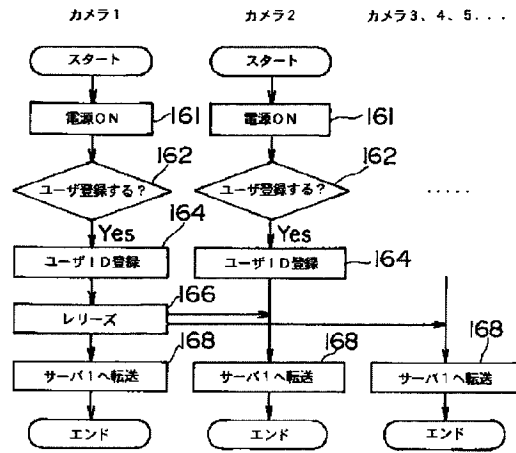 カメラ1 カメラ2 カメラ3、4、5...
スタート スタート
電源ON 161 電源ON 161
162 162
ユーザ登録する? ユーザ登録する? .....
164 Yes Yes
ユーザID登録 ユーザID登録 164
166
レリーズ
168 168 168
サーバ1へ転送 サーバ1へ転送 サーバ1へ転送
エンド エンド エンド